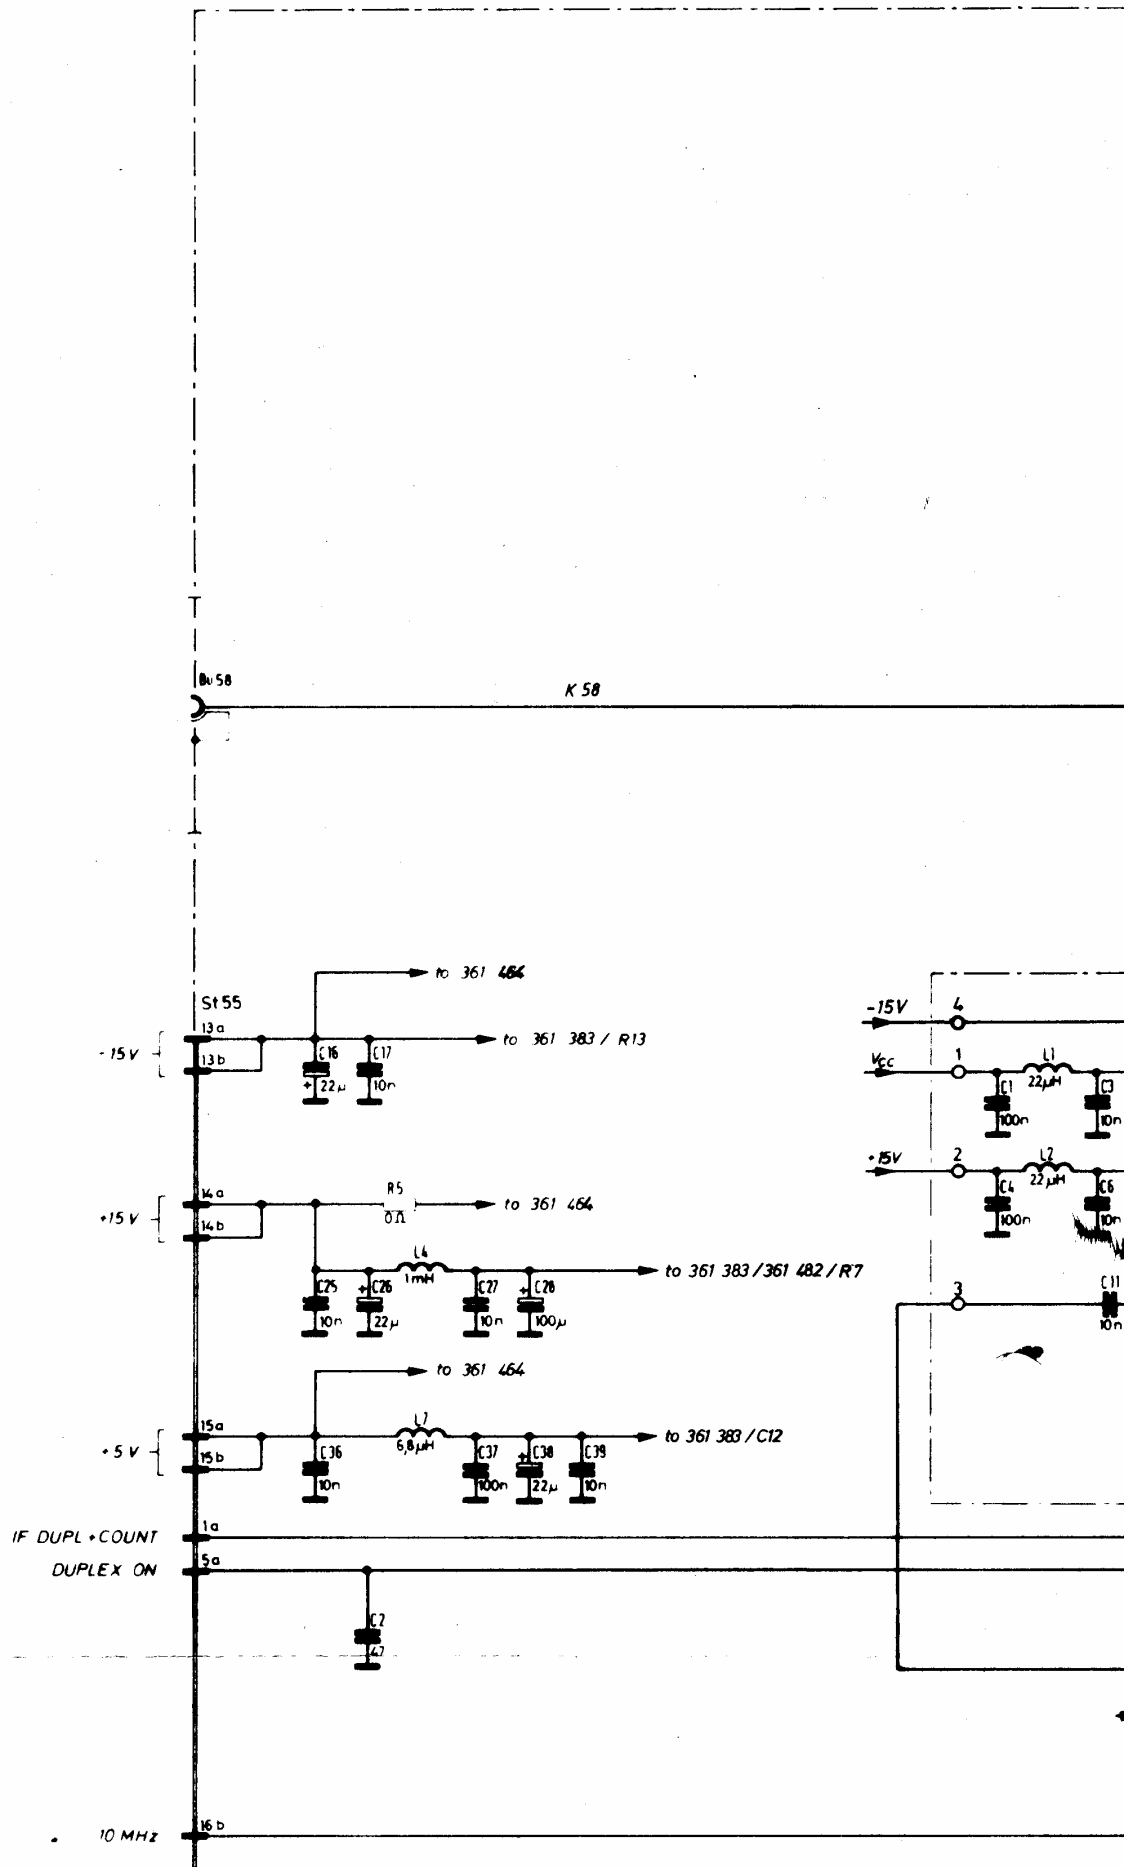 Bu 58
K 58
to 361 464
St 55
13a
-15V
13b
C16
22µ
+
C17
10n
to 361 383 / R13
-15V
4
VCC
1
L1
22µH
C1
100n
C3
10n
+15V
2
L2
22µH
C4
100n
C6
10n
14a
+15V
14b
R5
0Ω
to 361 464
L4
1mH
to 361 383/361 482/R7
C25
10n
+
C26
22µ
C27
10n
+
C28
100µ
3
C11
10n
to 361 464
15a
+5V
15b
L7
6,8µH
to 361 383/C12
C36
10n
C37
100n
+
C38
22µ
C39
10n
IF DUPL+COUNT
1a
DUPLEX ON
5a
C2
47
10 MHz
16b